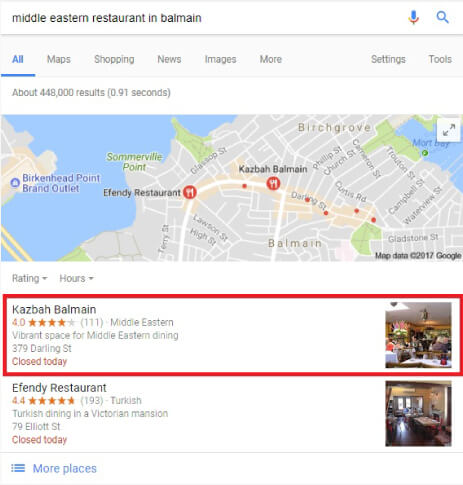 middle eastern restaurant in balmain
All Maps Shopping News Images More Settings Tools
About 448,000 results (0.91 seconds)
Birchgrove
Mort bay
Sommerville
Point
Glassop St
Phillip St
Church St
Cameron St
Trouton St
Campbell St
Waterview St
Birkenhead Point
Brand Outlet
Kazbah Balmain
Efendy Restaurant
Darling St
Curtis Rd
Terry St
Lawson St
High St
Balmain
Gladstone St
Map data ©2017 Google
Rating Hours
Kazbah Balmain
4.0 (111) · Middle Eastern
Vibrant space for Middle Eastern dining
379 Darling St
Closed today
Efendy Restaurant
4.4 (193) · Turkish
Turkish dining in a Victorian mansion
79 Elliott St
Closed today
More places